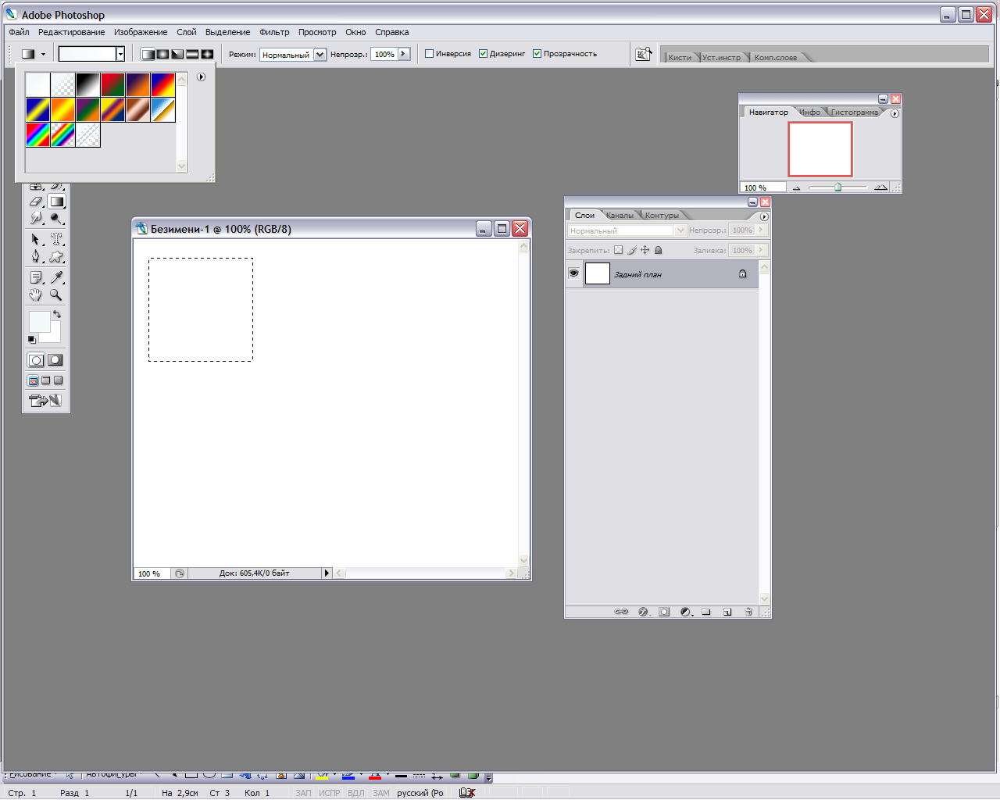 Adobe Photoshop
Файл Редактирование Изображение Слой Выделение Фильтр Просмотр Окно Справка
Режим: Нормальный Непрозр.: 100% Инверсия Дизеринг Прозрачность
Кисти Уст.инстр Комп.слоев
Навигатор Инфо Гистограмма
100 %
Слои Каналы Контуры
Нормальный Непрозр.: 100%
Закрепить: Заливка: 100%
Задний план
Безимени-1 @ 100% (RGB/8)
100 % Док: 605,4K/0 байт
Рисование Автофигуры
Стр. 1 Разд 1 1/1 На 2,9см Ст 3 Кол 1 ЗАП ИСПР ВДЛ ЗАМ русский (Ро